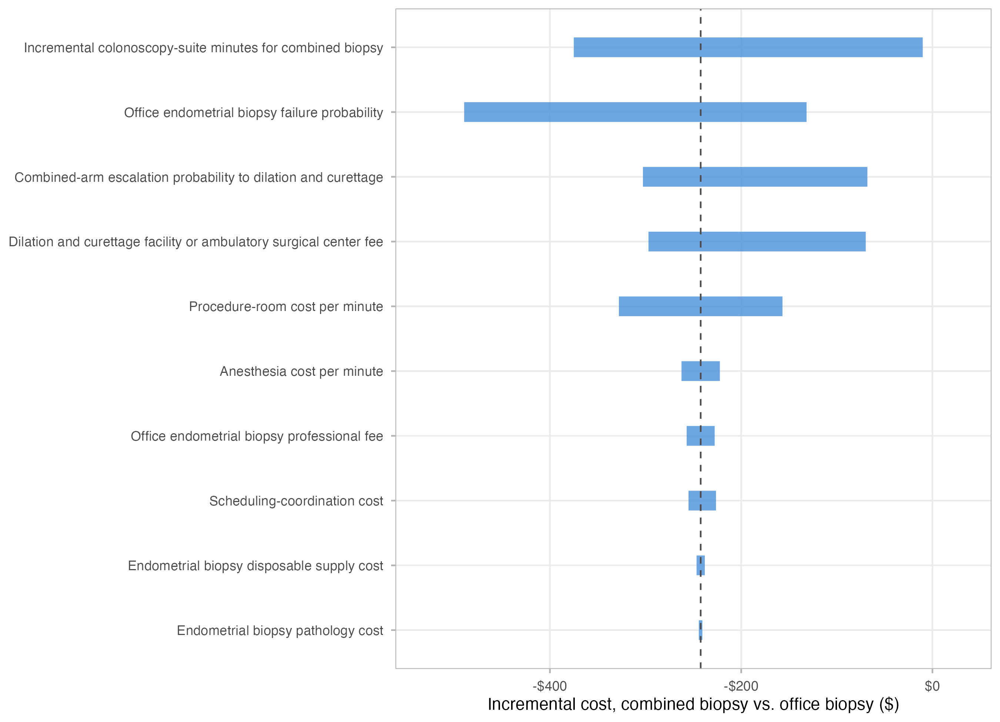 Incremental colonoscopy-suite minutes for combined biopsy
Office endometrial biopsy failure probability
Combined-arm escalation probability to dilation and curettage
Dilation and curettage facility or ambulatory surgical center fee
Procedure-room cost per minute
Anesthesia cost per minute
Office endometrial biopsy professional fee
Scheduling-coordination cost
Endometrial biopsy disposable supply cost
Endometrial biopsy pathology cost
-$400 -$200 $0
Incremental cost, combined biopsy vs. office biopsy ($)